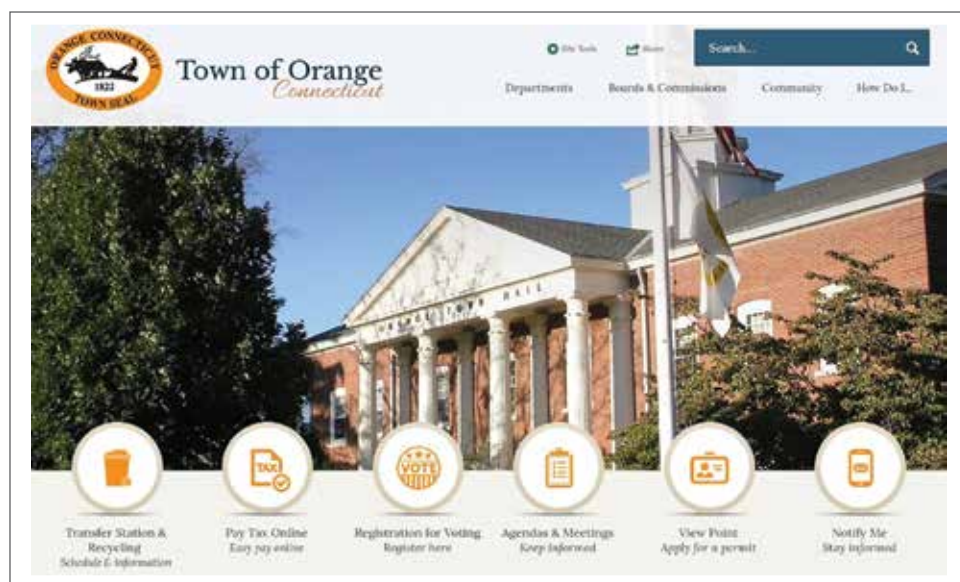 ORANGE CONNECTICUT
1822
TOWN SEAL
Town of Orange
Connecticut
Site Tools
Share
Search...
Departments
Boards & Commissions
Community
How Do I...
TOWN HALL
TAX
VOTE
Transfer Station &
Recycling
Schedule & Information
Pay Tax Online
Easy pay online
Registration for Voting
Register here
Agendas & Meetings
Keep informed
View Point
Apply for a permit
Notify Me
Stay informed